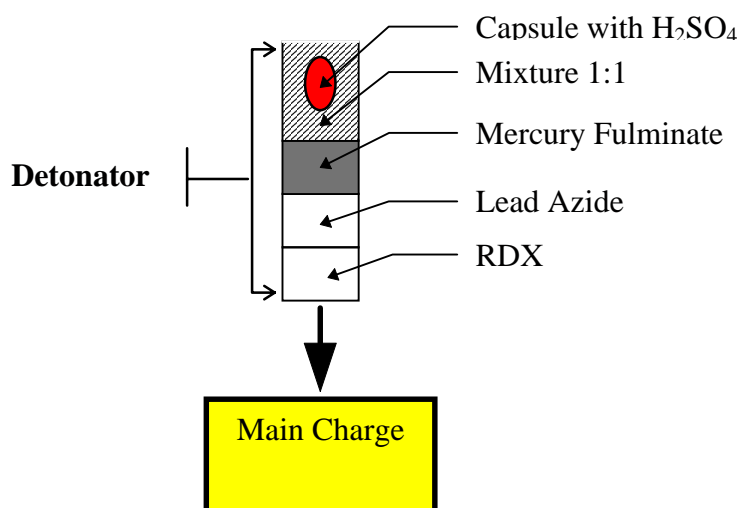 Capsule with H₂SO₄
Mixture 1:1
Mercury Fulminate
Detonator
Lead Azide
RDX
Main Charge